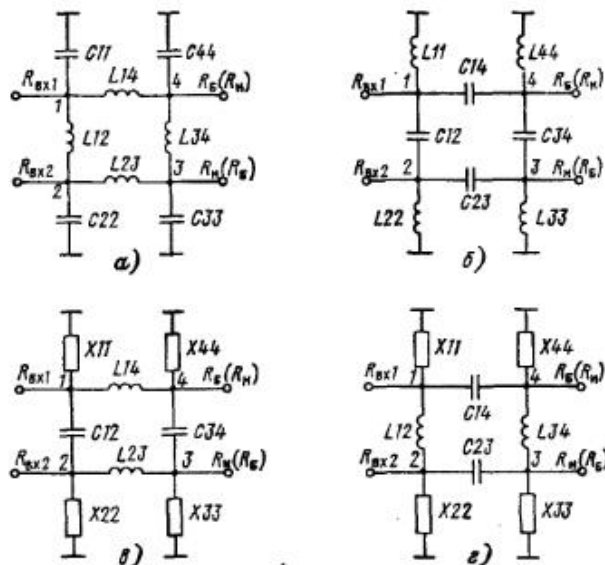 C11 C44
Rвх1 L14 4 RБ(RН)
1
L12 L34
Rвх2 L23 3 RН(RБ)
2
C22 C33
а)
L11 L44
Rвх1 1 C14 4 RБ(RН)
C12 C34
Rвх2 2 3 RН(RБ)
L22 C23 L33
б)
X11 X44
Rвх1 1 L14 4 RБ(RН)
C12 C34
Rвх2 2 L23 3 RН(RБ)
X22 X33
в)
X11 X44
Rвх1 1 4 RБ(RН)
C14
L12 C23 L34
Rвх2 2 3 RН(RБ)
X22 X33
г)